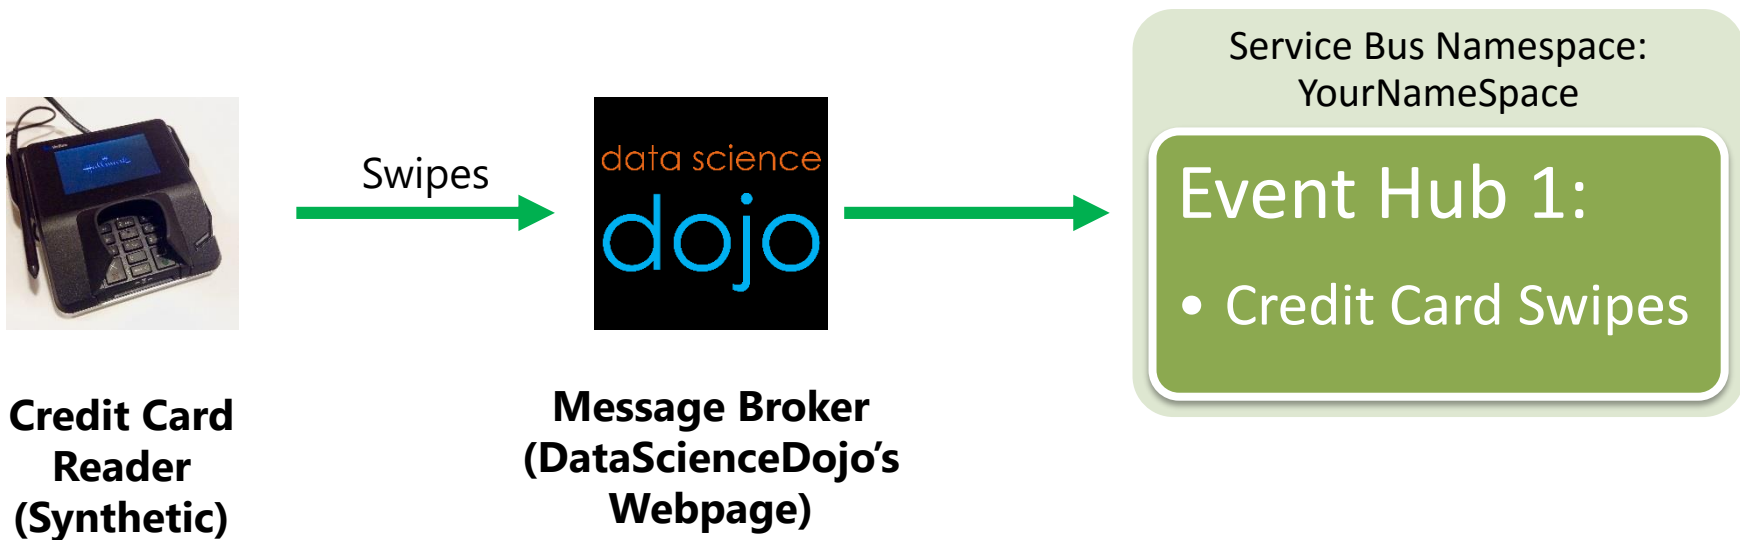 Service Bus Namespace:
YourNameSpace
Swipes
data science
dojo
Event Hub 1:
• Credit Card Swipes
Credit Card
Reader
(Synthetic)
Message Broker
(DataScienceDojo’s
Webpage)